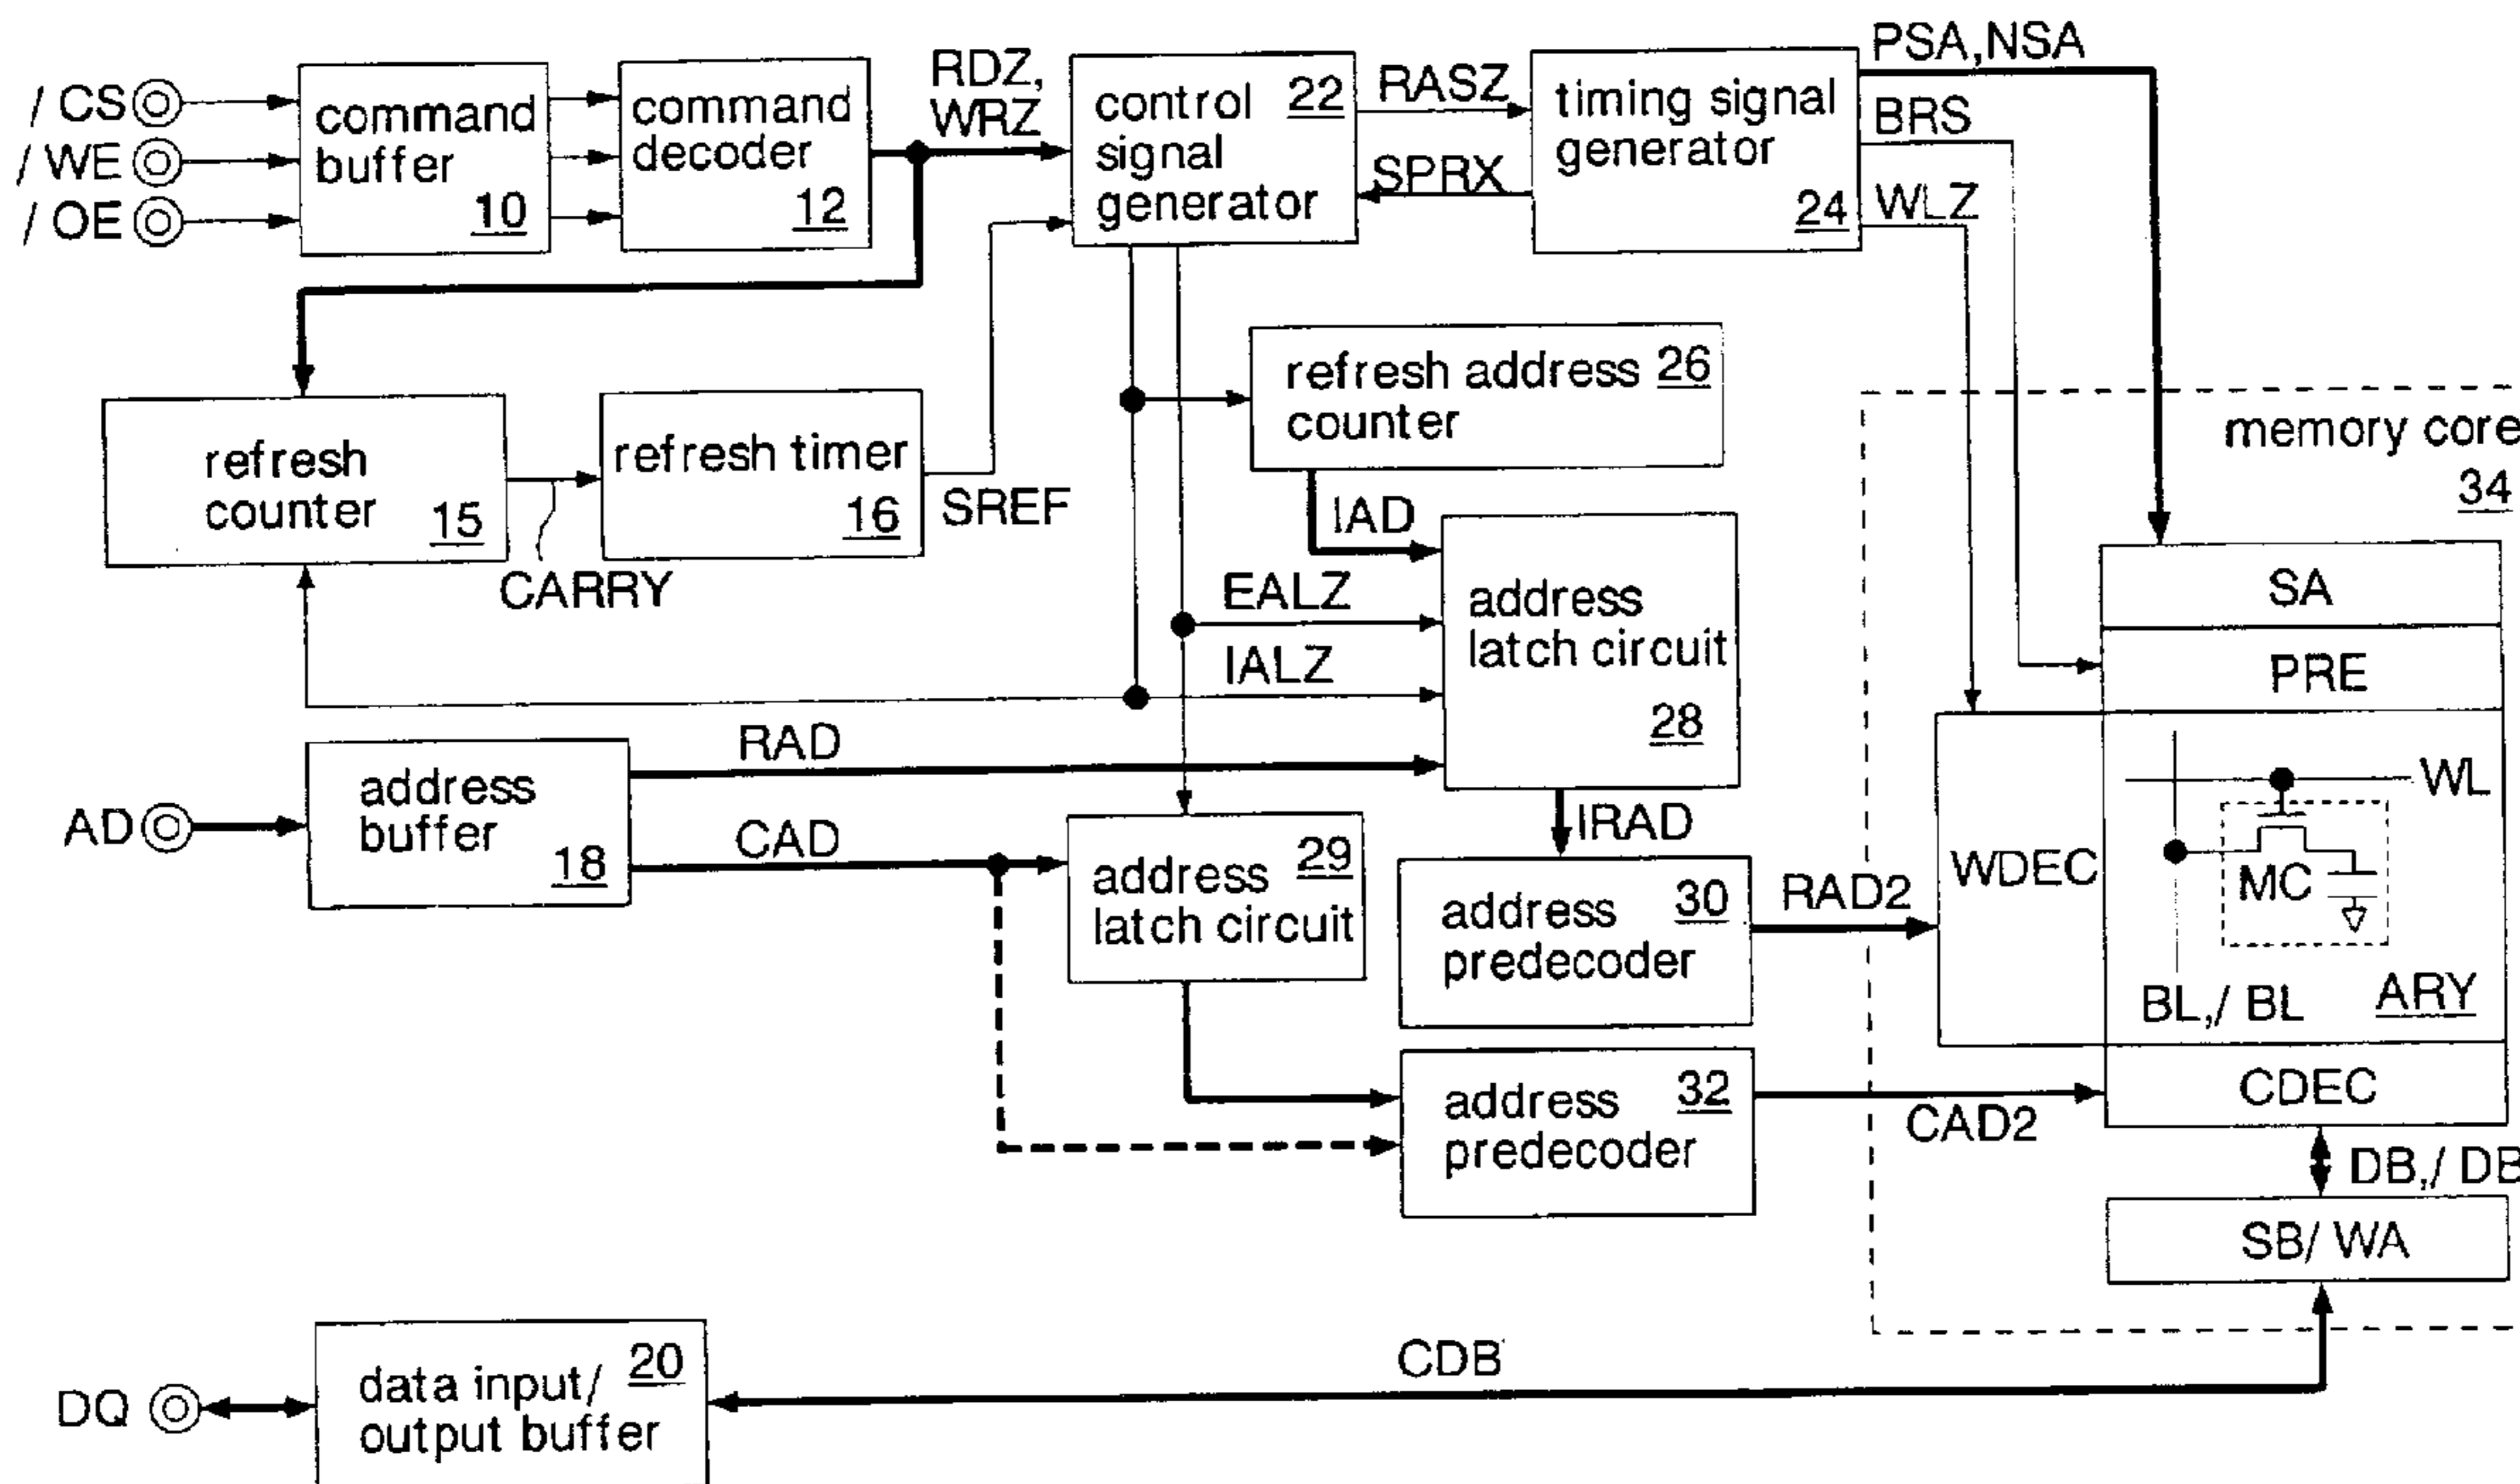 / CS
/ WE
/ OE
command
buffer
10
command
decoder
12
RDZ,
WRZ
control
signal
generator
22
RASZ
SPRX
timing signal
generator
24
PSA,NSA
BRS
WLZ
refresh
counter
15
CARRY
refresh timer
16
SREF
refresh address
counter
26
IAD
EALZ
IALZ
address
latch circuit
28
memory core
34
SA
PRE
AD
address
buffer
18
RAD
CAD
address
latch circuit
29
IRAD
address
predecoder
30
RAD2
WDEC
WL
MC
BL,/ BL
ARY
address
predecoder
32
CAD2
CDEC
DB,/ DB
SB/ WA
DQ
data input/
output buffer
20
CDB